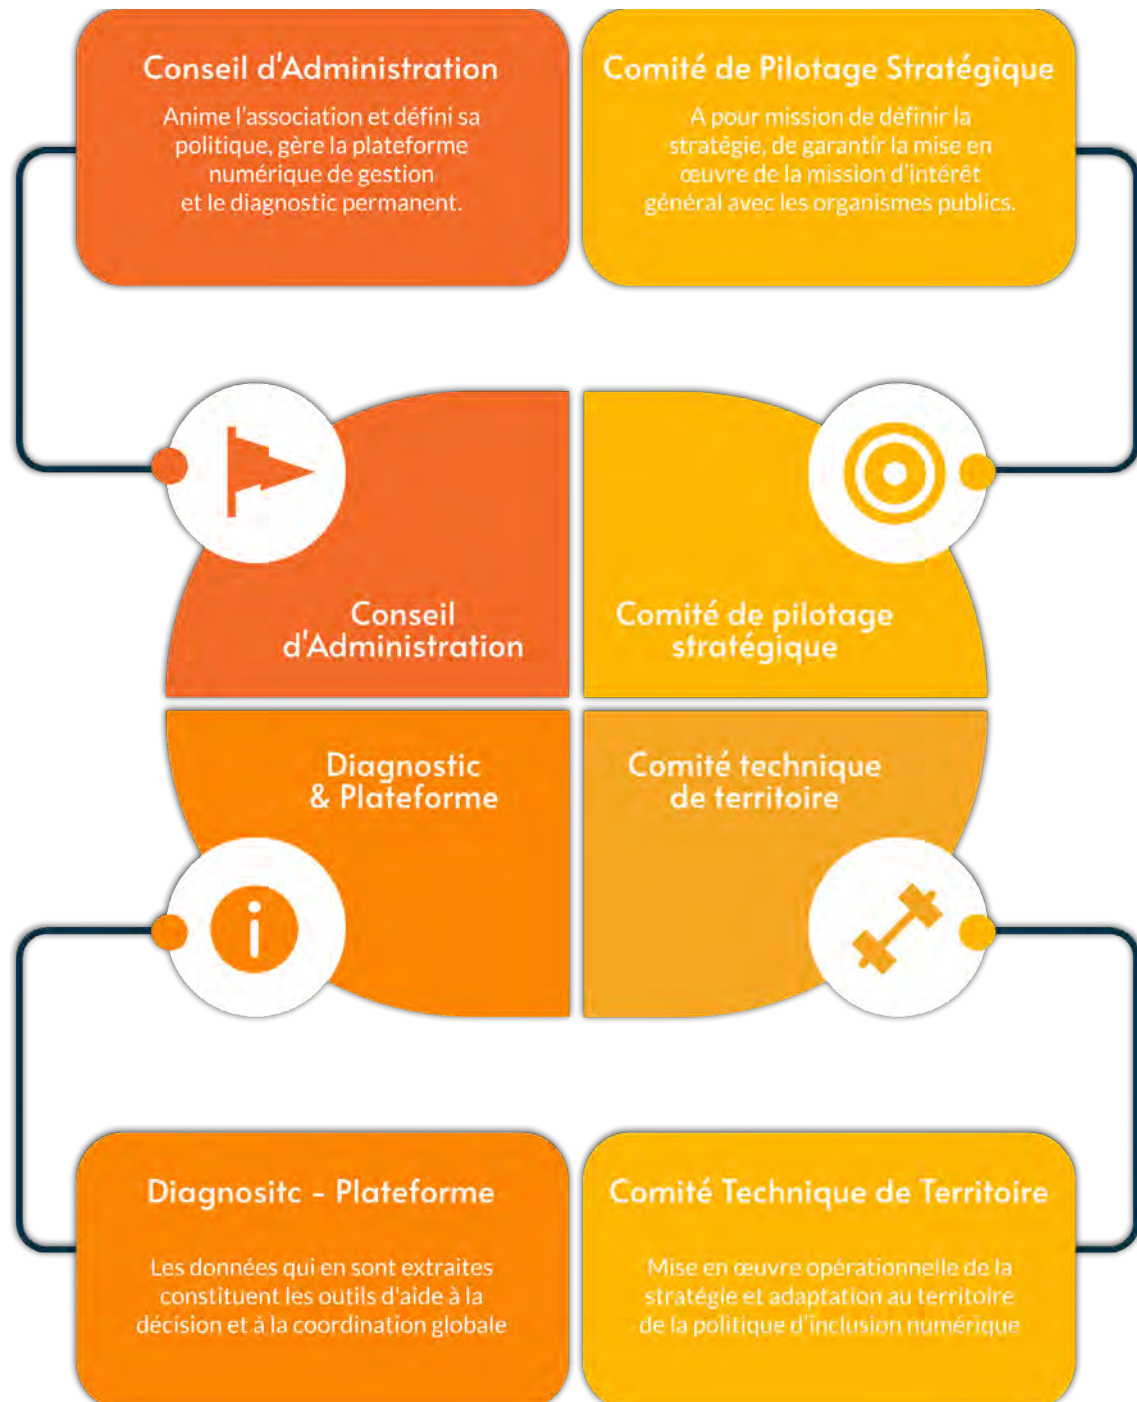 Conseil d'Administration
Anime l'association et défini sa
politique, gère la plateforme
numérique de gestion
et le diagnostic permanent.
Comité de Pilotage Stratégique
A pour mission de définir la
stratégie, de garantir la mise en
œuvre de la mission d'intérêt
général avec les organismes publics.
Conseil
d'Administration
Comité de pilotage
stratégique
Diagnostic
& Plateforme
Comité technique
de territoire
Diagnositc - Plateforme
Les données qui en sont extraites
constituent les outils d'aide à la
décision et à la coordination globale
Comité Technique de Territoire
Mise en œuvre opérationnelle de la
stratégie et adaptation au territoire
de la politique d'inclusion numérique